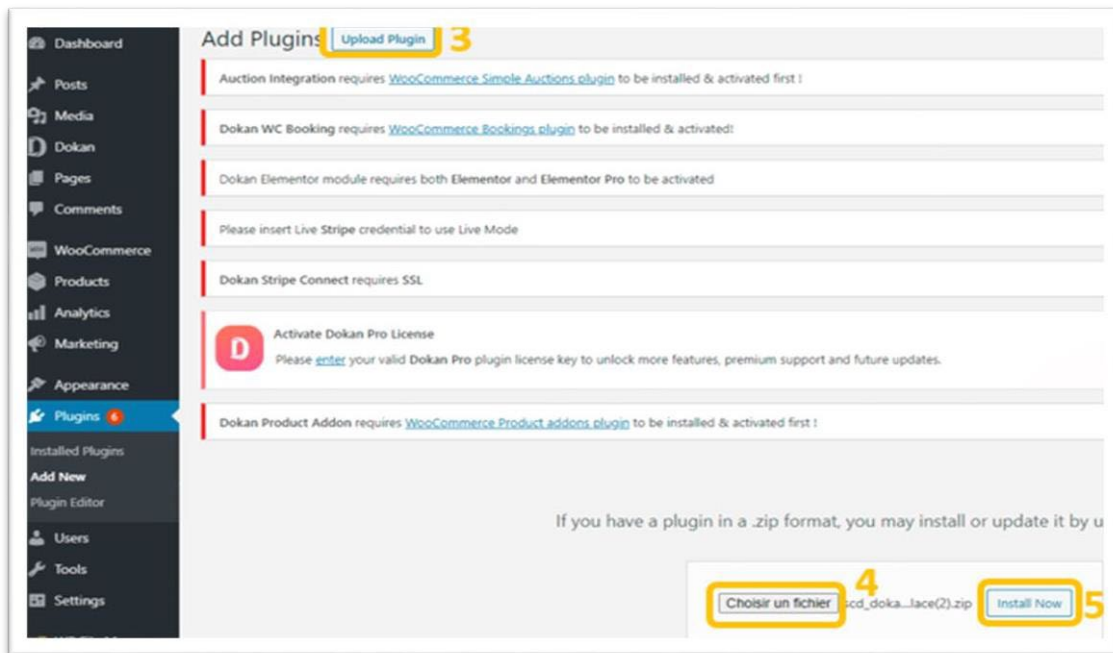 Dashboard
Posts
Media
Dokan
Pages
Comments
WooCommerce
Products
Analytics
Marketing
Appearance
Plugins 6
Installed Plugins
Add New
Plugin Editor
Users
Tools
Settings
Add Plugins Upload Plugin 3
Auction Integration requires WooCommerce Simple Auctions plugin to be installed & activated first !
Dokan WC Booking requires WooCommerce Bookings plugin to be installed & activated!
Dokan Elementor module requires both Elementor and Elementor Pro to be activated
Please insert Live Stripe credential to use Live Mode
Dokan Stripe Connect requires SSL
D
Activate Dokan Pro License
Please enter your valid Dokan Pro plugin license key to unlock more features, premium support and future updates.
Dokan Product Addon requires WooCommerce Product addons plugin to be installed & activated first !
If you have a plugin in a .zip format, you may install or update it by u
4
Choisir un fichier scd_doka...lace(2).zip Install Now 5